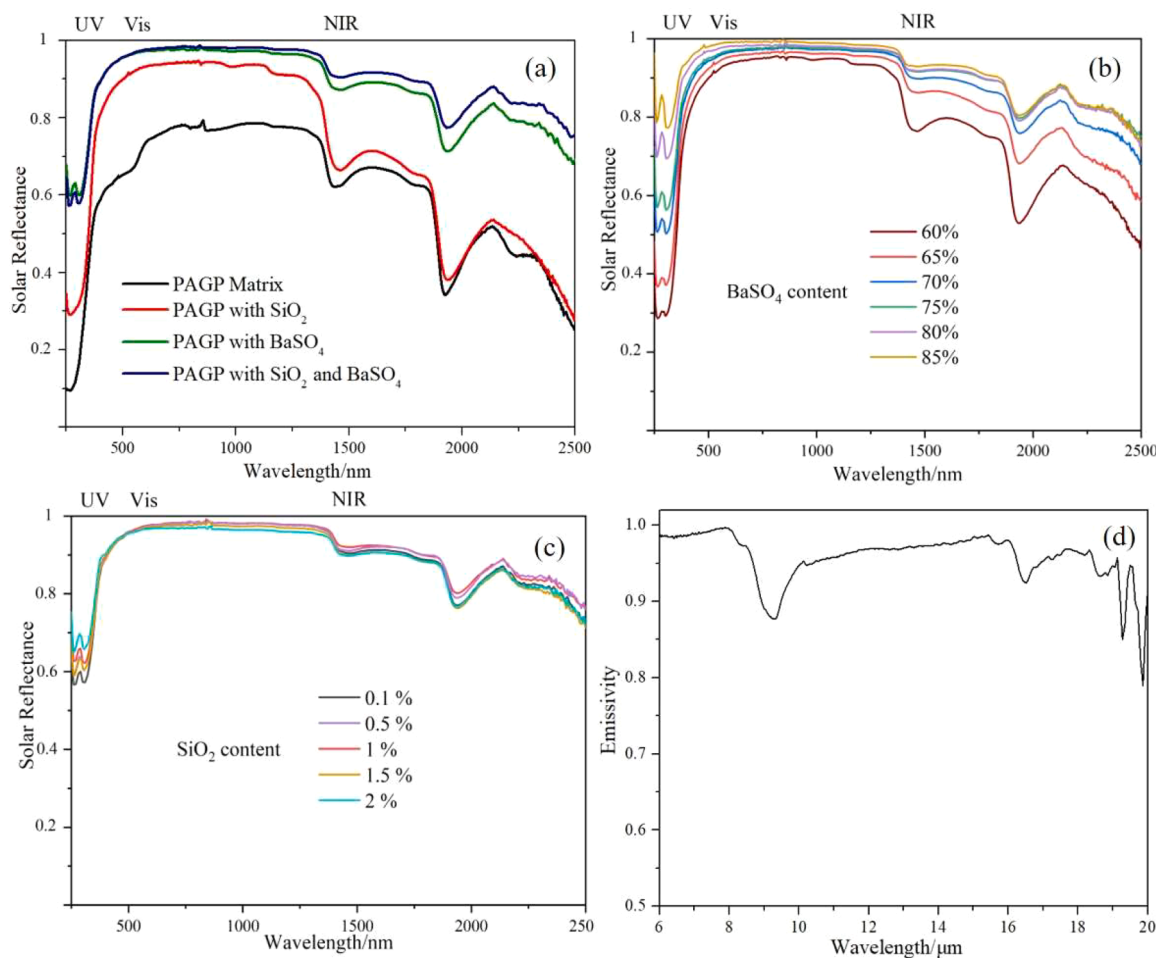 UV Vis NIR
(a)
Solar Reflectance
1
0.8
0.6
0.4
0.2
PAGP Matrix
PAGP with SiO₂
PAGP with BaSO₄
PAGP with SiO₂ and BaSO₄
500 1000 1500 2000 2500
Wavelength/nm
UV Vis NIR
(b)
Solar Reflectance
1
0.8
0.6
0.4
0.2
BaSO₄ content
60%
65%
70%
75%
80%
85%
500 1000 1500 2000 2500
Wavelength/nm
UV Vis NIR
(c)
Solar Reflectance
1
0.8
0.6
0.4
0.2
SiO₂ content
0.1 %
0.5 %
1 %
1.5 %
2 %
500 1000 1500 2000 2500
Wavelength/nm
(d)
Emissivity
1.0
0.9
0.8
0.7
0.6
0.5
6 8 10 12 14 16 18 20
Wavelength/μm